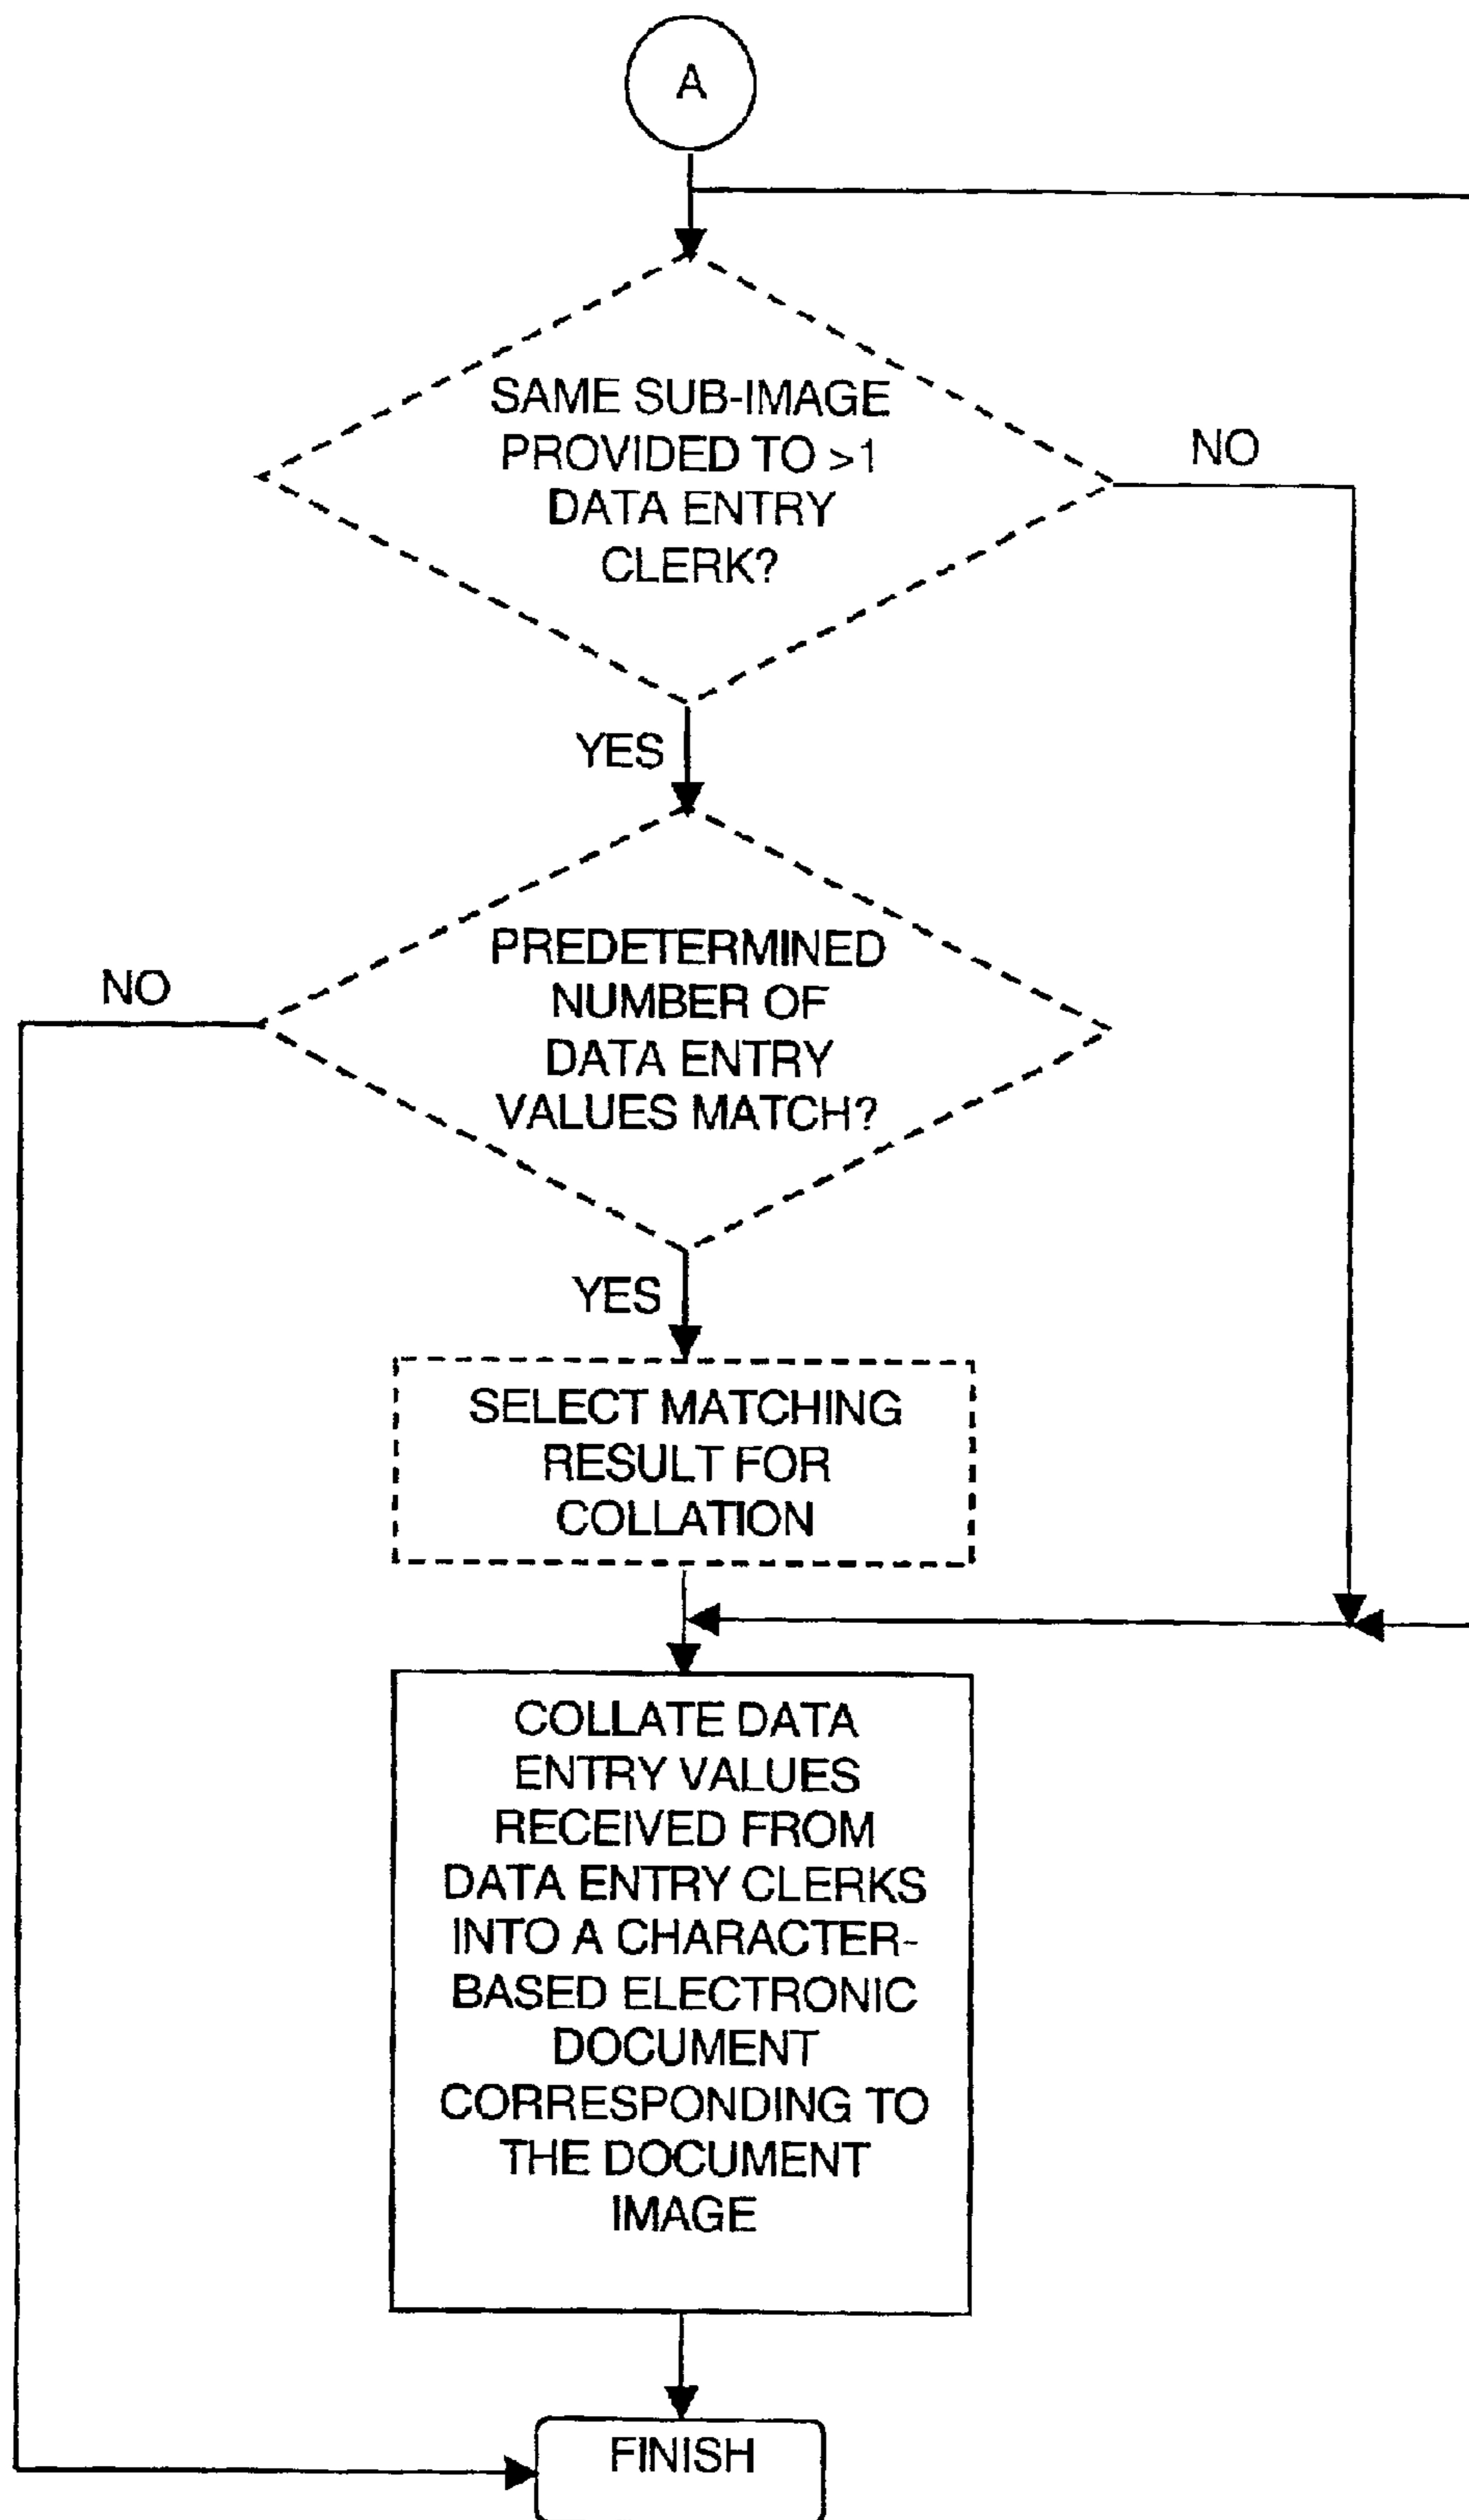 A
SAME SUB-IMAGE
PROVIDED TO >1
DATA ENTRY
CLERK?
NO
YES
PREDETERMINED
NUMBER OF
DATA ENTRY
VALUES MATCH?
NO
YES
SELECT MATCHING
RESULT FOR
COLLATION
COLLATE DATA
ENTRY VALUES
RECEIVED FROM
DATA ENTRY CLERKS
INTO A CHARACTER-
BASED ELECTRONIC
DOCUMENT
CORRESPONDING TO
THE DOCUMENT
IMAGE
FINISH